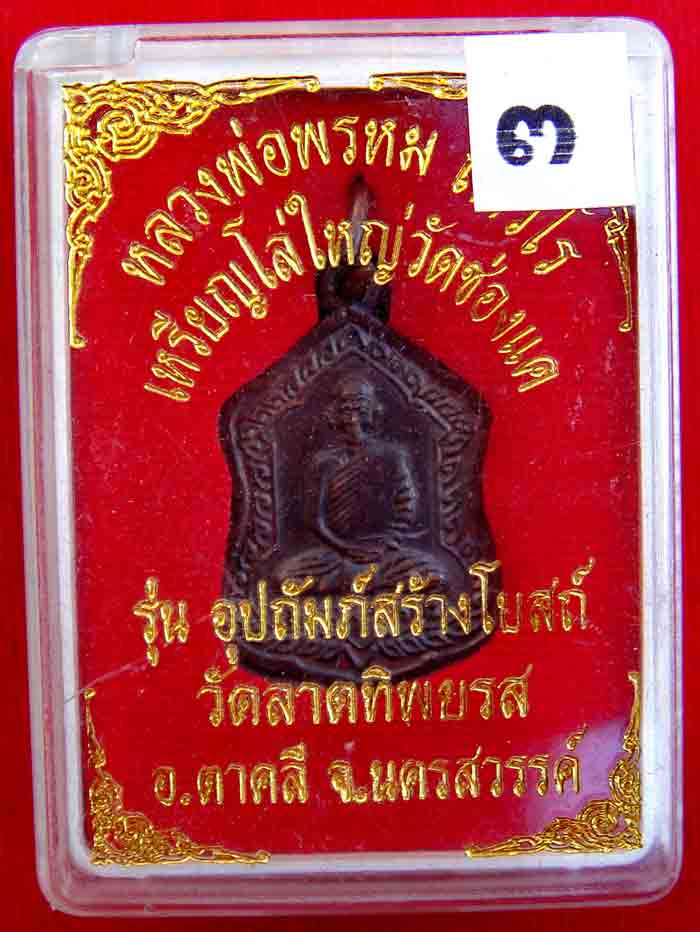 หลวงพ่อพรหม
๓
เหรียญโล่ใหญ่วัดช่องแค
รุ่น อุปถัมภ์สร้างโบสถ์
วัดลาดทิพยรส
อ.ตาคลี จ.นครสวรรค์